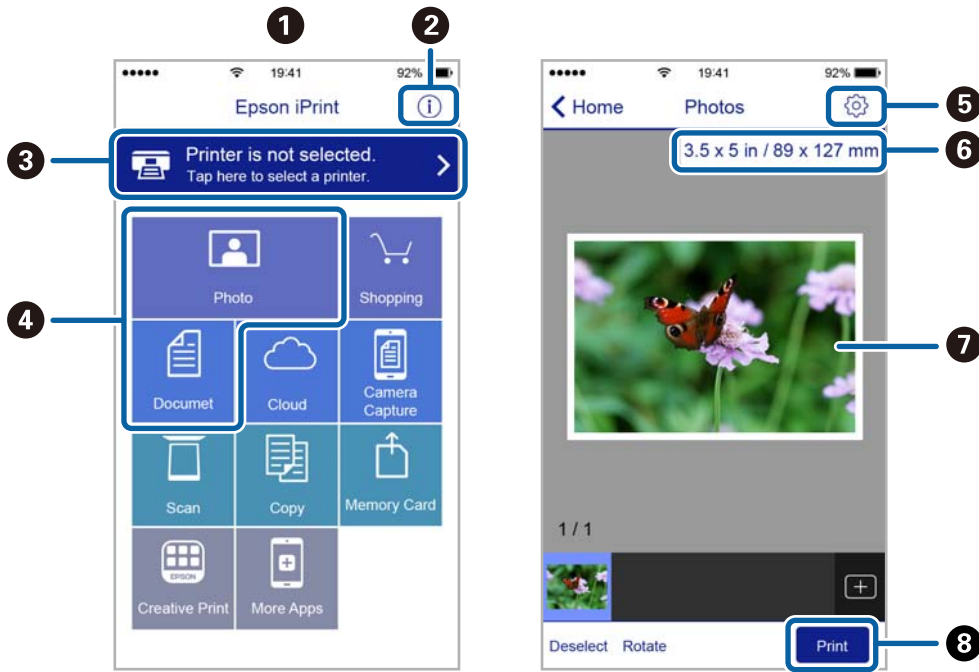 1
2
19:41
92%
Epson iPrint
3
Printer is not selected.
Tap here to select a printer.
4
Photo
Shopping
Documet
Cloud
Camera
Capture
Scan
Copy
Memory Card
EPSON
Creative Print
More Apps
19:41
92%
Home
Photos
5
3.5 x 5 in / 89 x 127 mm
6
7
1 / 1
Deselect
Rotate
Print
8